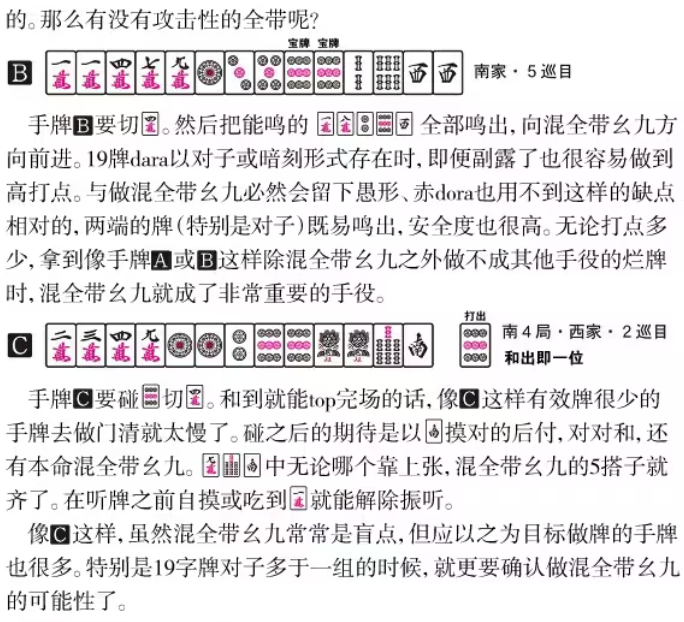 的。那么有没有攻击性的全带呢?
宝牌 宝牌
B 一萬 一萬 四萬 七萬 九萬 西 西 南家・5巡目
手牌B要切四萬。然后把能鸣的 一萬 八萬 西 全部鸣出,向混全带幺九方
向前进。19牌dara以对子或暗刻形式存在时,即便副露了也很容易做到
高打点。与做混全带幺九必然会留下愚形、赤dora也用不到这样的缺点
相对的,两端的牌(特别是对子)既易鸣出,安全度也很高。无论打点多
少,拿到像手牌A或B这样除混全带幺九之外做不成其他手役的烂牌
时,混全带幺九就成了非常重要的手役。
打出
C 二萬 三萬 四萬 九萬 南 南4局・西家・2巡目
和出即一位
手牌C要碰切四萬。和到就能top完场的话,像C这样有效牌很少的
手牌去做门清就太慢了。碰之后的期待是以南摸对的后付,对对和,还
有本命混全带幺九。南中无论哪个靠上张,混全带幺九的5搭子就
齐了。在听牌之前自摸或吃到一萬就能解除振听。
像C这样,虽然混全带幺九常常是盲点,但应以之为目标做牌的手牌
也很多。特别是19字牌对子多于一组的时候,就更要确认做混全带幺九
的可能性了。